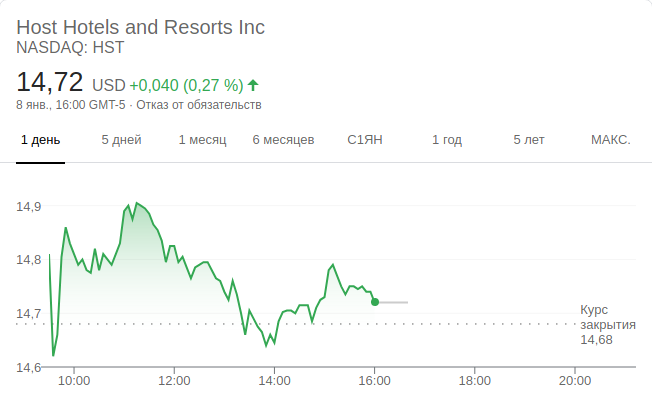 Host Hotels and Resorts Inc
NASDAQ: HST
14,72 USD +0,040 (0,27 %)
8 янв., 16:00 GMT-5 · Отказ от обязательств
1 день 5 дней 1 месяц 6 месяцев С1ЯН 1 год 5 лет МАКС.
14,9
14,8
14,7
14,6
Курс
закрытия
14,68
10:00 12:00 14:00 16:00 18:00 20:00